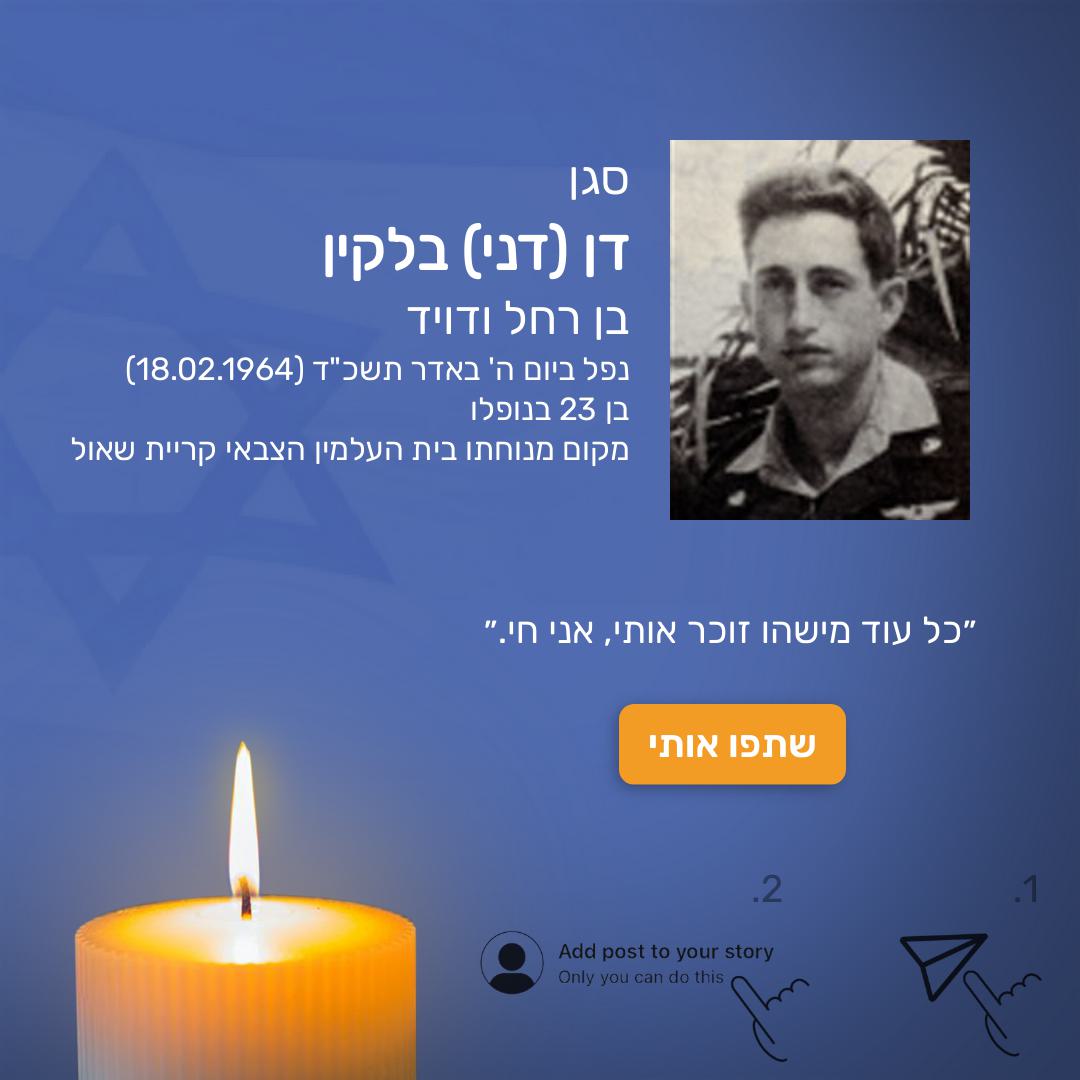 סגן
דן (דני) בלקין
בן רחל ודויד
נפל ביום ה' באדר תשכ"ד (18.02.1964)
בן 23 בנופלו
מקום מנוחתו בית העלמין הצבאי קריית שאול
״כל עוד מישהו זוכר אותי, אני חי.״
שתפו אותי
1.
2.
Add post to your story
Only you can do this